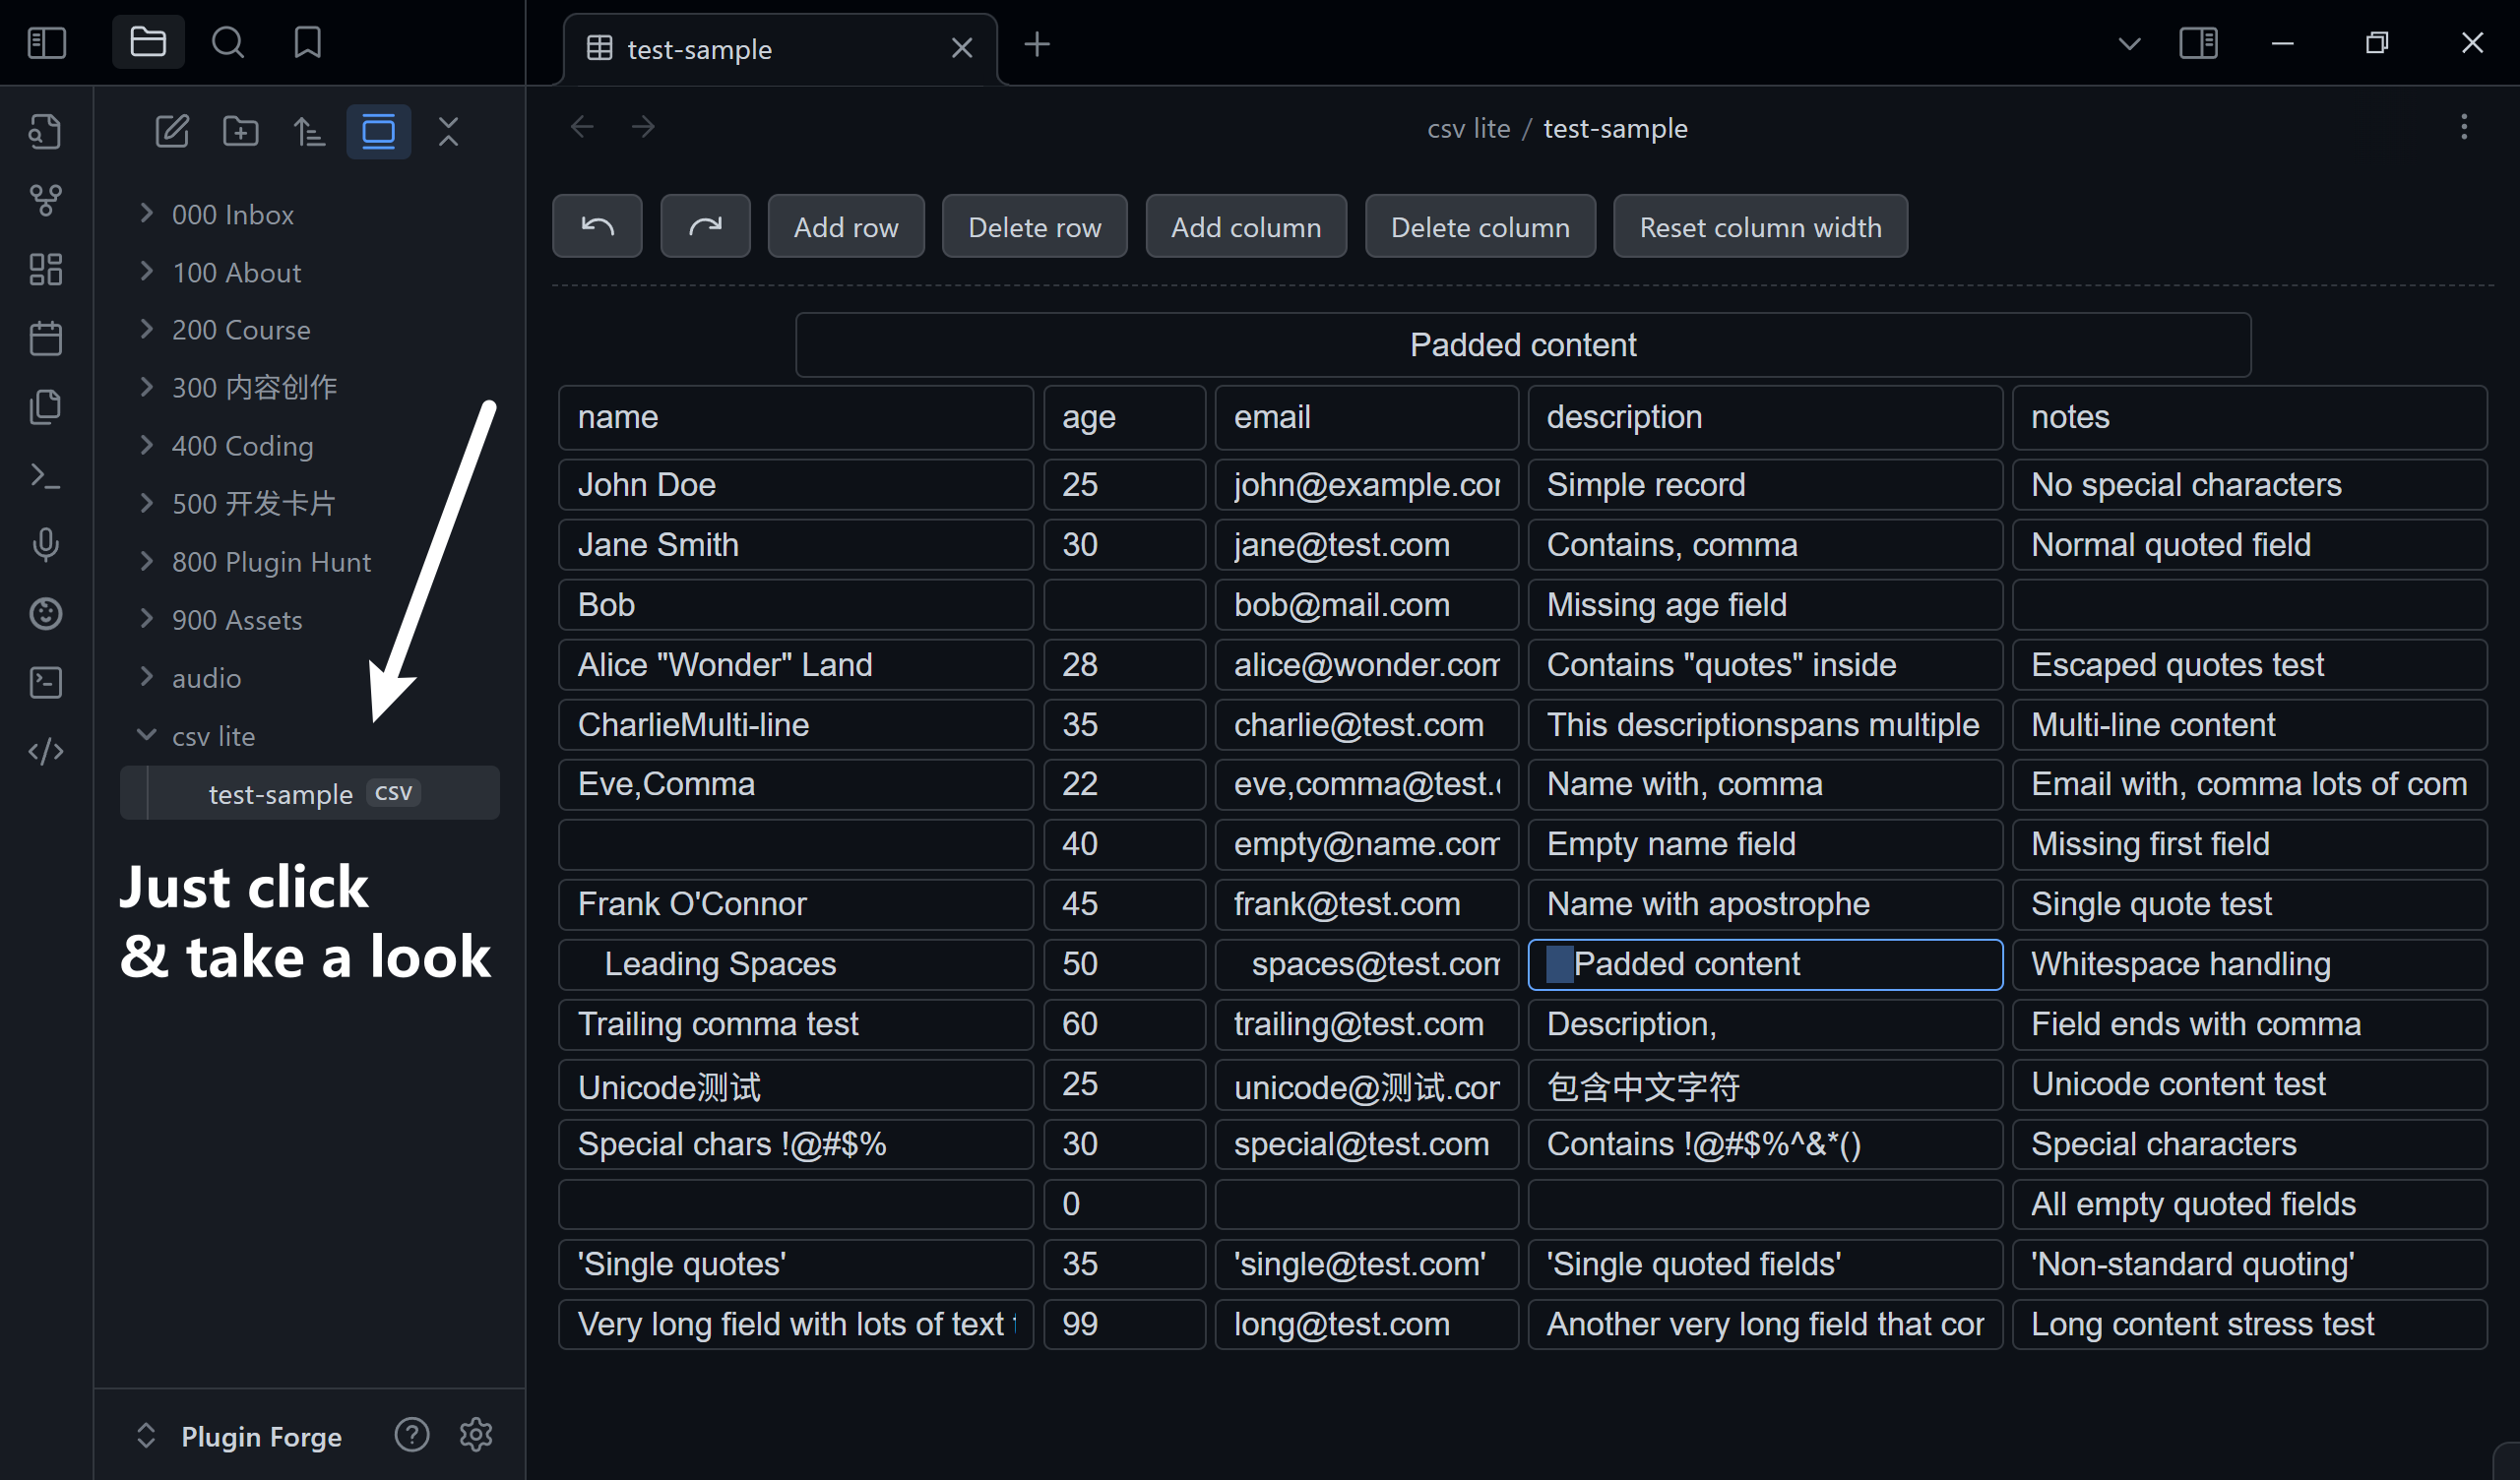 test-sample
csv lite / test-sample
000 Inbox
100 About
200 Course
300 内容创作
400 Coding
500 开发卡片
800 Plugin Hunt
900 Assets
audio
csv lite
test-sample CSV
Just click
& take a look
Plugin Forge
Add row Delete row Add column Delete column Reset column width
Padded content
name age email description notes
John Doe 25 john@example.cor Simple record No special characters
Jane Smith 30 jane@test.com Contains, comma Normal quoted field
Bob bob@mail.com Missing age field
Alice "Wonder" Land 28 alice@wonder.com Contains "quotes" inside Escaped quotes test
CharlieMulti-line 35 charlie@test.com This descriptionspans multiple Multi-line content
Eve,Comma 22 eve,comma@test. Name with, comma Email with, comma lots of com
40 empty@name.com Empty name field Missing first field
Frank O'Connor 45 frank@test.com Name with apostrophe Single quote test
Leading Spaces 50 spaces@test.com Padded content Whitespace handling
Trailing comma test 60 trailing@test.com Description, Field ends with comma
Unicode测试 25 unicode@测试.cor 包含中文字符 Unicode content test
Special chars !@#$% 30 special@test.com Contains !@#$%^&*() Special characters
0 All empty quoted fields
'Single quotes' 35 'single@test.com' 'Single quoted fields' 'Non-standard quoting'
Very long field with lots of text 99 long@test.com Another very long field that cor Long content stress test